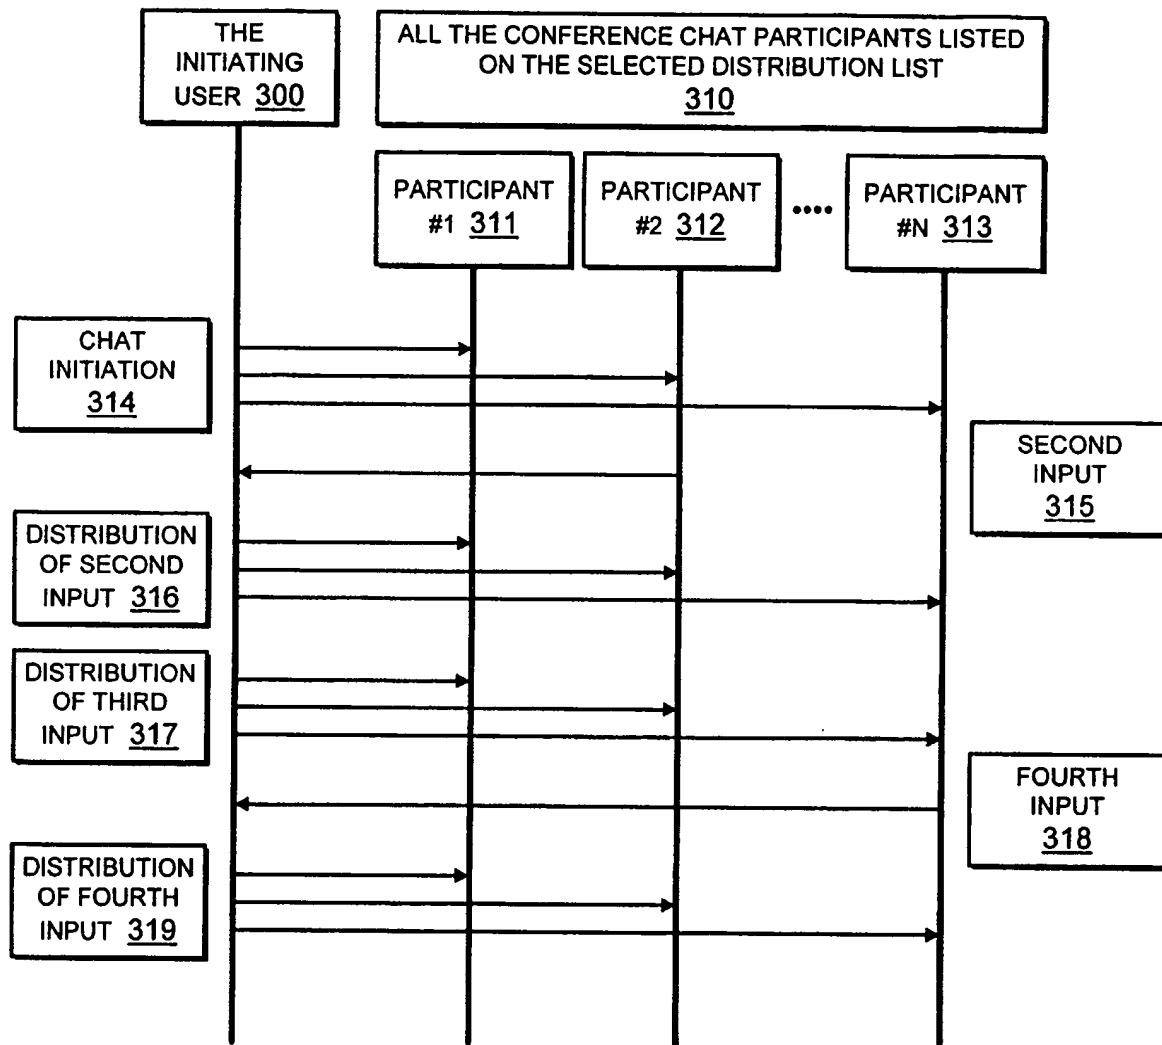 THE
INITIATING
USER 300
ALL THE CONFERENCE CHAT PARTICIPANTS LISTED
ON THE SELECTED DISTRIBUTION LIST
310
PARTICIPANT
#1 311
PARTICIPANT
#2 312
PARTICIPANT
#N 313
CHAT
INITIATION
314
SECOND
INPUT
315
DISTRIBUTION
OF SECOND
INPUT 316
DISTRIBUTION
OF THIRD
INPUT 317
FOURTH
INPUT
318
DISTRIBUTION
OF FOURTH
INPUT 319